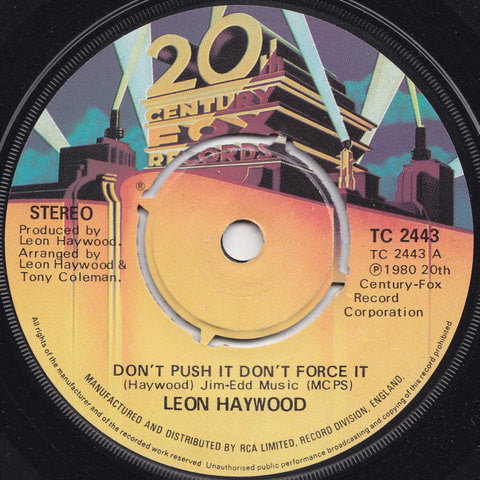 20th
CENTURY
FOX
RECORDS
®
STEREO
Produced by
Leon Haywood.
Arranged by
Leon Haywood &
Tony Coleman.
TC 2443
TC 2443 A
℗ 1980 20th
Century-Fox
Record
Corporation
DON'T PUSH IT DON'T FORCE IT
(Haywood) Jim-Edd Music (MCPS)
LEON HAYWOOD
MANUFACTURED AND DISTRIBUTED BY RCA LIMITED, RECORD DIVISION, ENGLAND.
All rights of the manufacturer and of the owner of the recorded work reserved. Unauthorised public performance broadcasting and copying of this record prohibited.